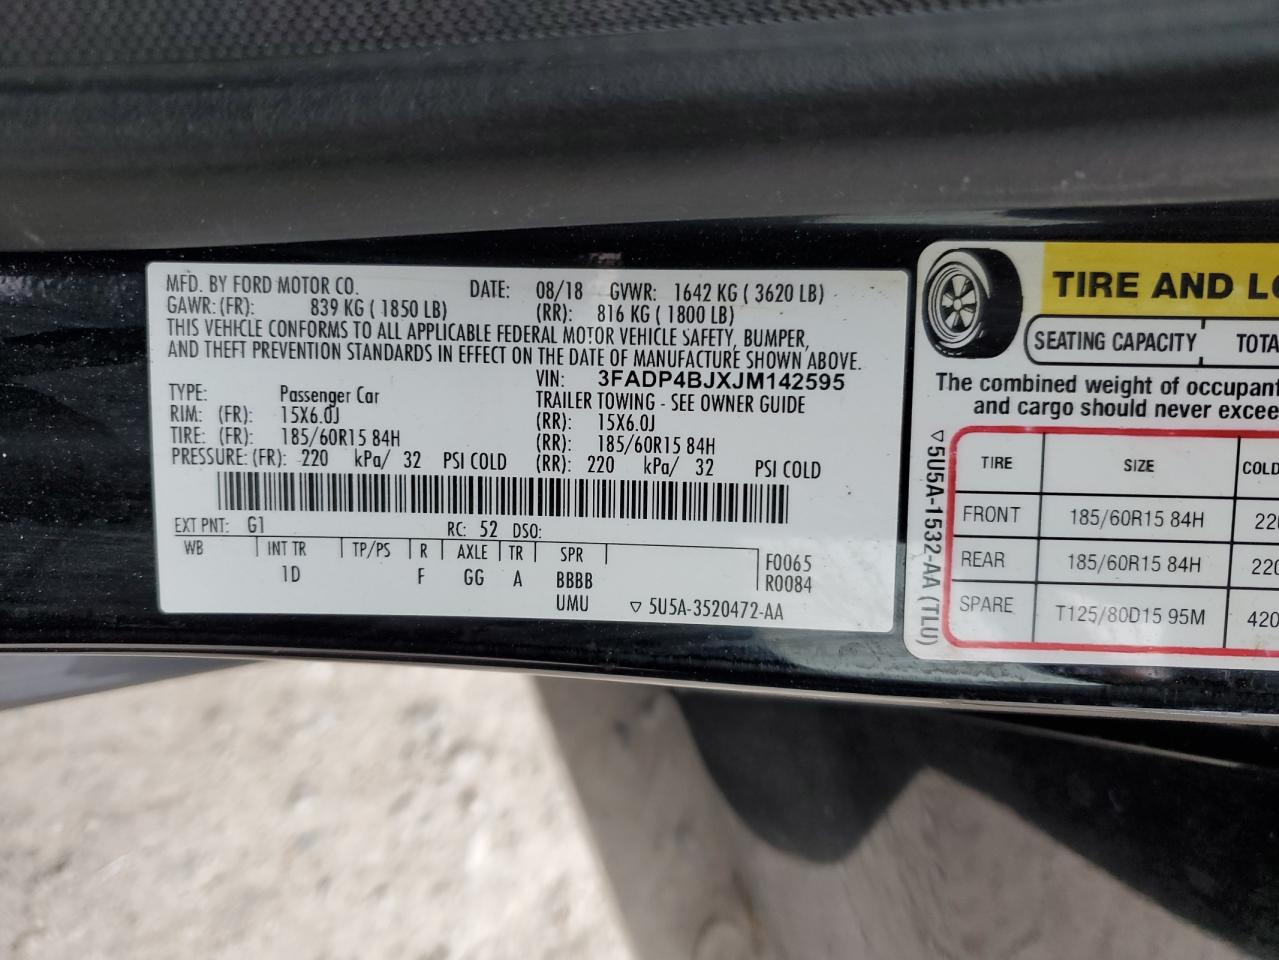 MFD. BY FORD MOTOR CO. DATE: 08/18 GVWR: 1642 KG ( 3620 LB)
GAWR: (FR): 839 KG ( 1850 LB) (RR): 816 KG ( 1800 LB)
THIS VEHICLE CONFORMS TO ALL APPLICABLE FEDERAL MOTOR VEHICLE SAFETY, BUMPER,
AND THEFT PREVENTION STANDARDS IN EFFECT ON THE DATE OF MANUFACTURE SHOWN ABOVE.
VIN: 3FADP4BJXJM142595
TYPE: Passenger Car TRAILER TOWING - SEE OWNER GUIDE
RIM: (FR): 15X6.0J (RR): 15X6.0J
TIRE: (FR): 185/60R15 84H (RR): 185/60R15 84H
PRESSURE: (FR): 220 kPa/ 32 PSI COLD (RR): 220 kPa/ 32 PSI COLD
EXT PNT: G1 RC: 52 DSO:
WB INT TR TP/PS R AXLE TR SPR F0065
1D F GG A BBBB R0084
UMU ▽ 5U5A-3520472-AA
TIRE AND LO
SEATING CAPACITY TOTA
The combined weight of occupant
and cargo should never excee
TIRE SIZE COLD
FRONT 185/60R15 84H 220
REAR 185/60R15 84H 220
SPARE T125/80D15 95M 420
▽5U5A-1532-AA (TLU)